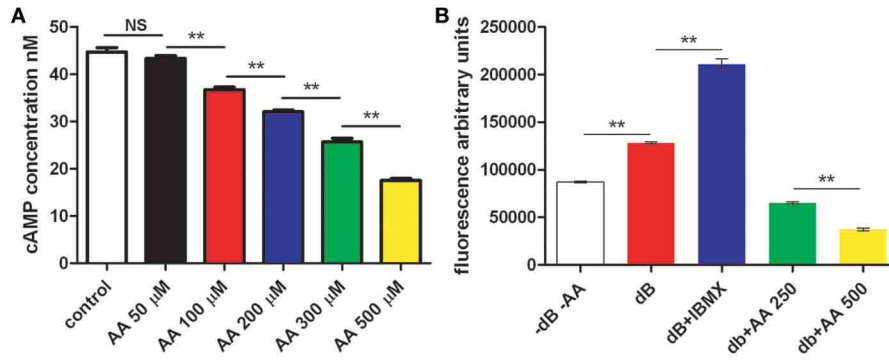 A
cAMP concentration nM
50
40
30
20
10
0
NS
**
**
**
**
control
AA 50 µM
AA 100 µM
AA 200 µM
AA 300 µM
AA 500 µM
B
fluorescence arbitrary units
250000
200000
150000
100000
50000
0
**
**
**
-dB -AA
dB
dB+IBMX
db+AA 250
db+AA 500